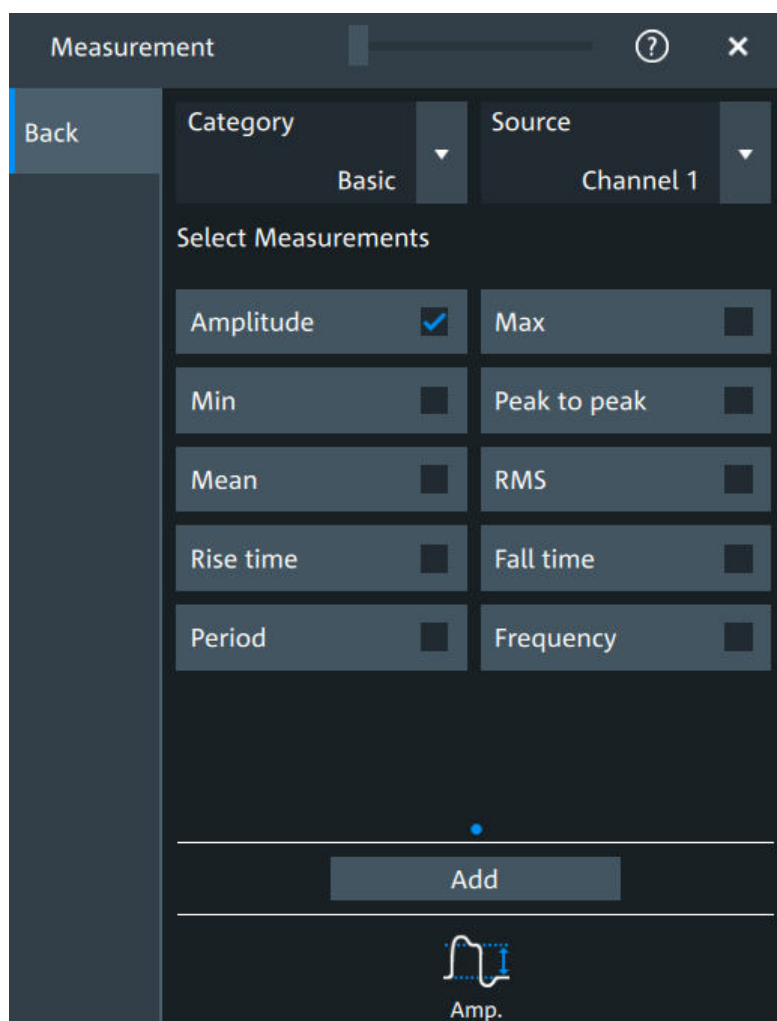 Measurement
?
Back
Category
Basic
Source
Channel 1
Select Measurements
Amplitude
Max
Min
Peak to peak
Mean
RMS
Rise time
Fall time
Period
Frequency
Add
Amp.